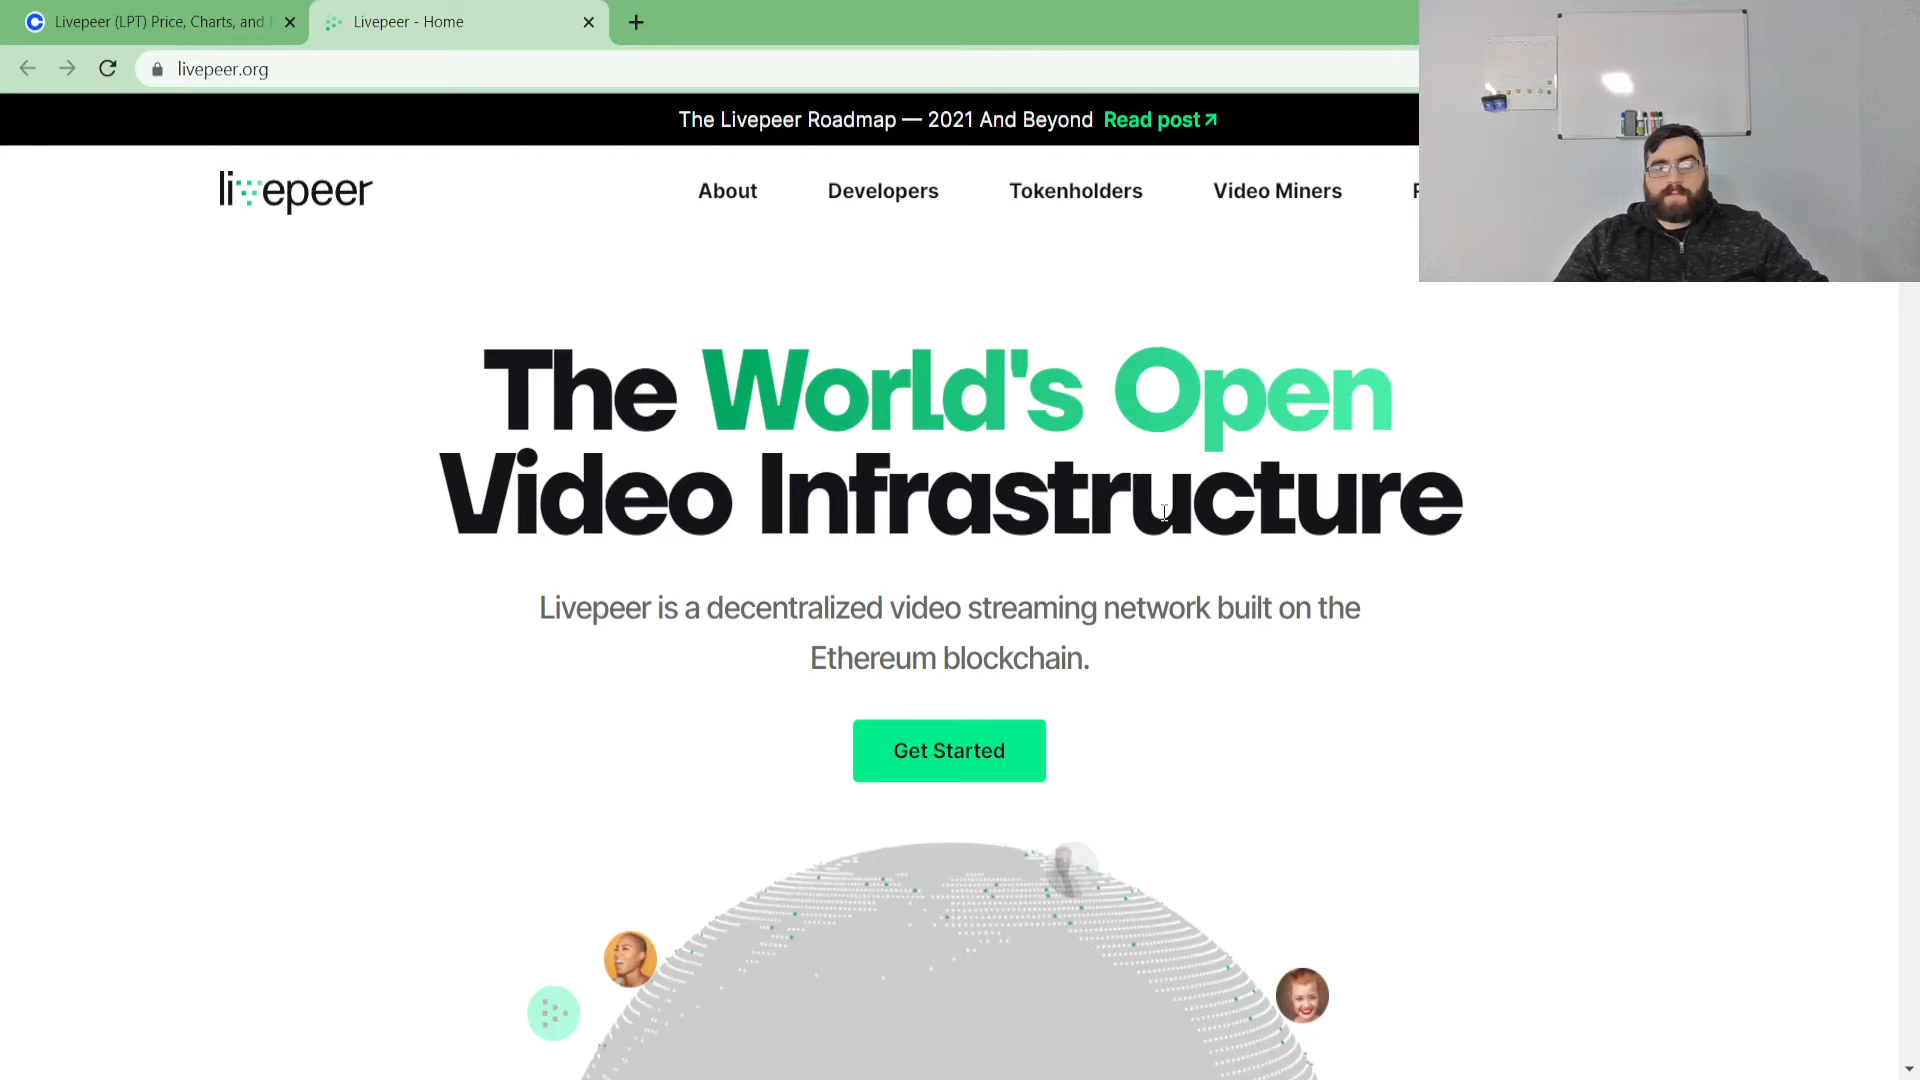 Livepeer (LPT) Price, Charts, and
Livepeer - Home
livepeer.org
The Livepeer Roadmap — 2021 And Beyond Read post
livepeer
About Developers Tokenholders Video Miners
The World's Open
Video Infrastructure
Livepeer is a decentralized video streaming network built on the
Ethereum blockchain.
Get Started